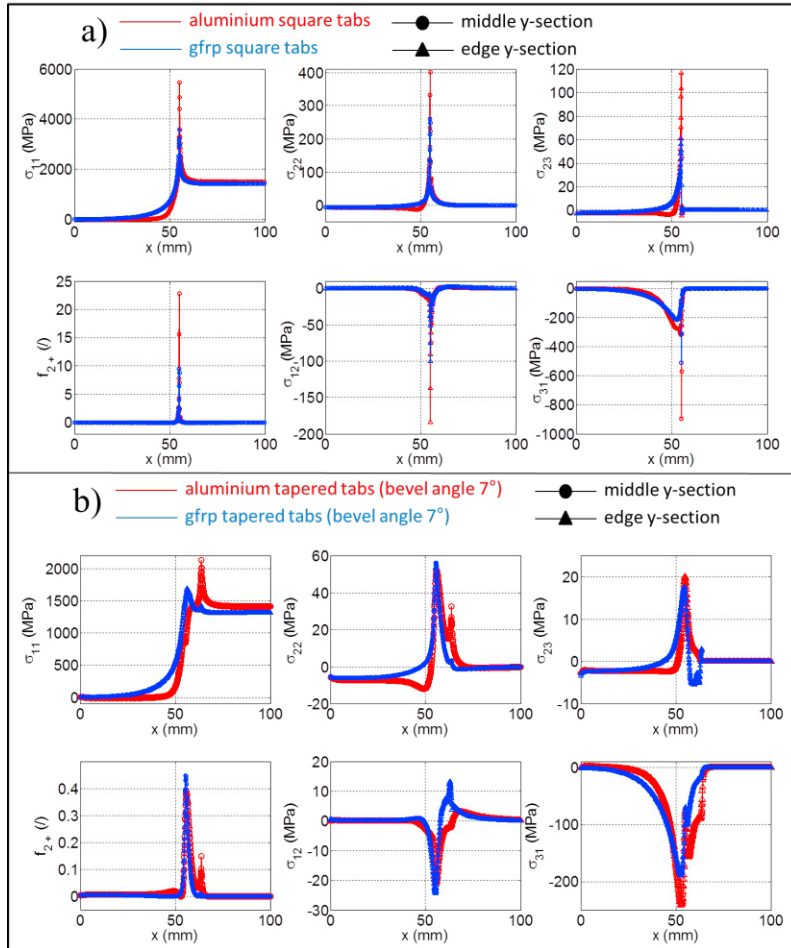 a)
aluminium square tabs
middle y-section
gfrp square tabs
edge y-section
6000
4000
2000
0
σ11 (MPa)
0 50 100
x (mm)
400
300
200
100
0
σ22 (MPa)
0 50 100
x (mm)
120
100
80
60
40
20
0
σ23 (MPa)
0 50 100
x (mm)
25
20
15
10
5
0
f2+ (/)
0 50 100
x (mm)
0
-50
-100
-150
-200
σ12, (MPa)
0 50 100
x (mm)
0
-200
-400
-600
-800
-1000
σ31 (MPa)
0 50 100
x (mm)
b)
aluminium tapered tabs (bevel angle 7°)
middle y-section
gfrp tapered tabs (bevel angle 7°)
edge y-section
2000
1500
1000
500
0
σ11 (MPa)
0 50 100
x (mm)
60
40
20
0
-20
σ22 (MPa)
0 50 100
x (mm)
20
10
0
-10
σ23 (MPa)
0 50 100
x (mm)
0.4
0.3
0.2
0.1
0
f2+ (/)
0 50 100
x (mm)
20
10
0
-10
-20
-30
σ12 (MPa)
0 50 100
x (mm)
0
-100
-200
σ31 (MPa)
0 50 100
x (mm)